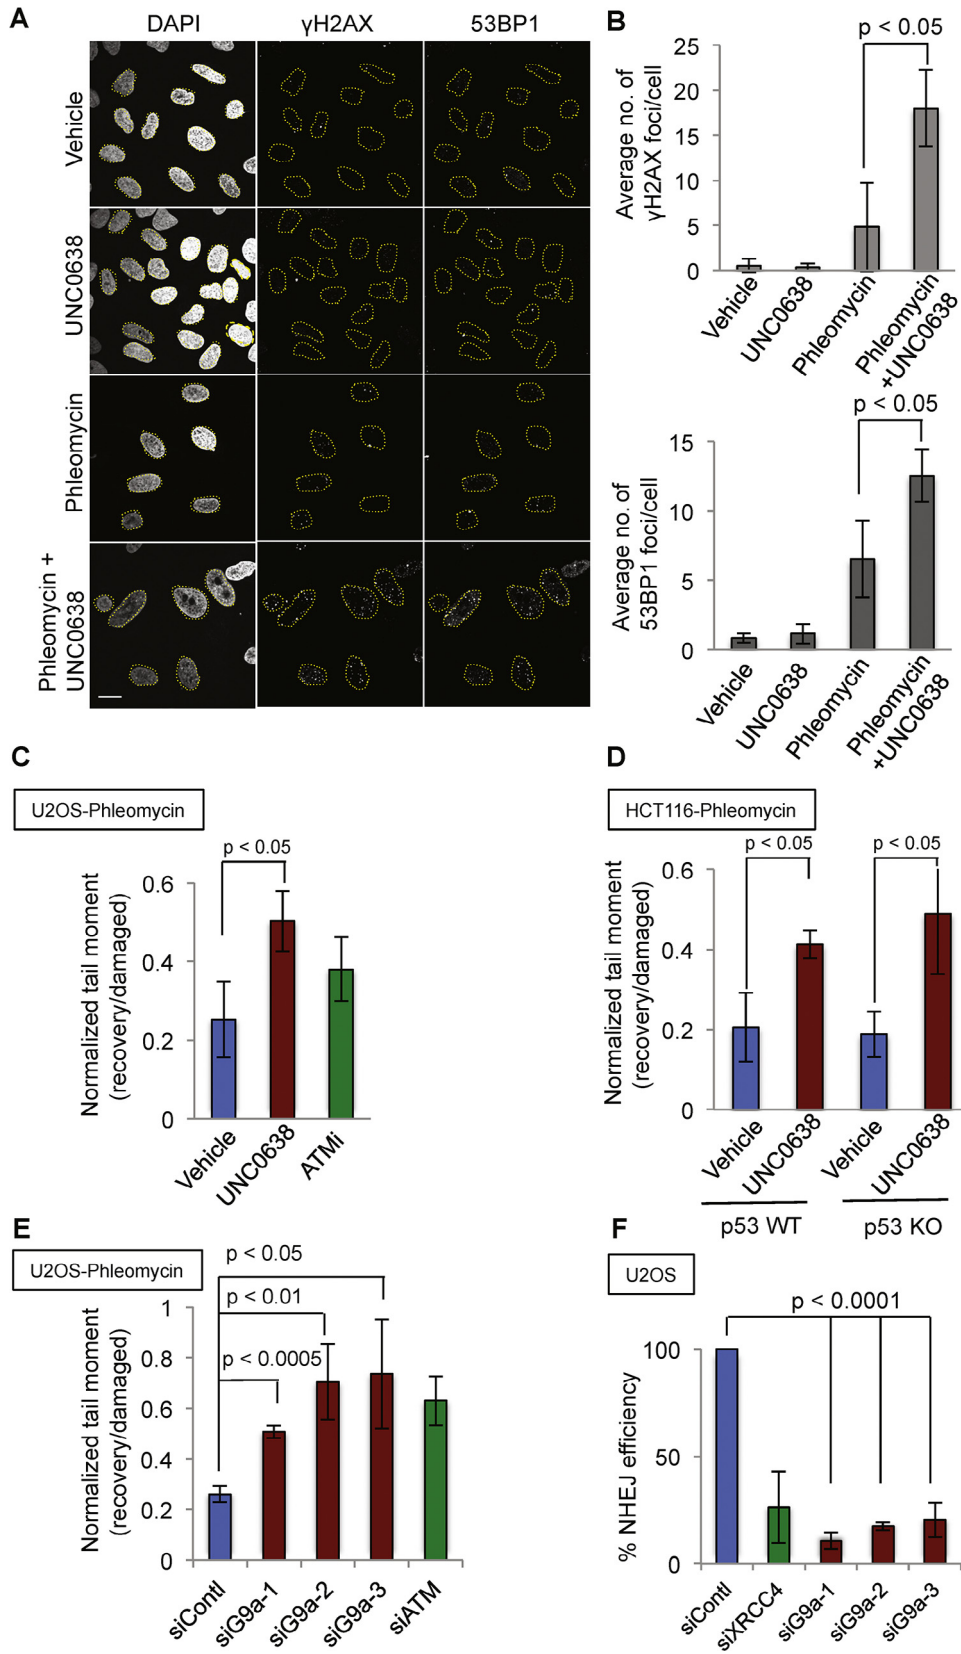 A
DAPI
γH2AX
53BP1
Vehicle
UNC0638
Phleomycin
Phleomycin +
UNC0638
B
p < 0.05
Average no. of
γH2AX foci/cell
25
20
15
10
5
0
Vehicle
UNC0638
Phleomycin
Phleomycin
+UNC0638
p < 0.05
Average no. of
53BP1 foci/cell
15
10
5
0
Vehicle
UNC0638
Phleomycin
Phleomycin
+UNC0638
C
U2OS-Phleomycin
p < 0.05
Normalized tail moment
(recovery/damaged)
0.6
0.4
0.2
0
Vehicle
UNC0638
ATMi
D
HCT116-Phleomycin
p < 0.05
p < 0.05
Normalized tail moment
(recovery/damaged)
0.6
0.4
0.2
0
Vehicle
UNC0638
Vehicle
UNC0638
p53 WT
p53 KO
E
U2OS-Phleomycin
p < 0.05
p < 0.01
p < 0.0005
Normalized tail moment
(recovery/damaged)
1
0.8
0.6
0.4
0.2
0
siContl
siG9a-1
siG9a-2
siG9a-3
siATM
F
U2OS
p < 0.0001
% NHEJ efficiency
100
50
0
siContl
siXRCC4
siG9a-1
siG9a-2
siG9a-3